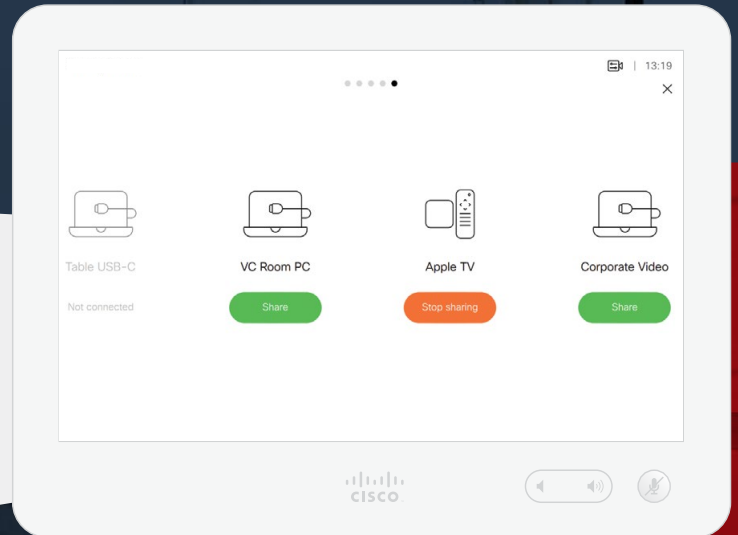 13:19
Table USB-C
VC Room PC
Apple TV
Corporate Video
Not connected
Share
Stop sharing
Share
CISCO